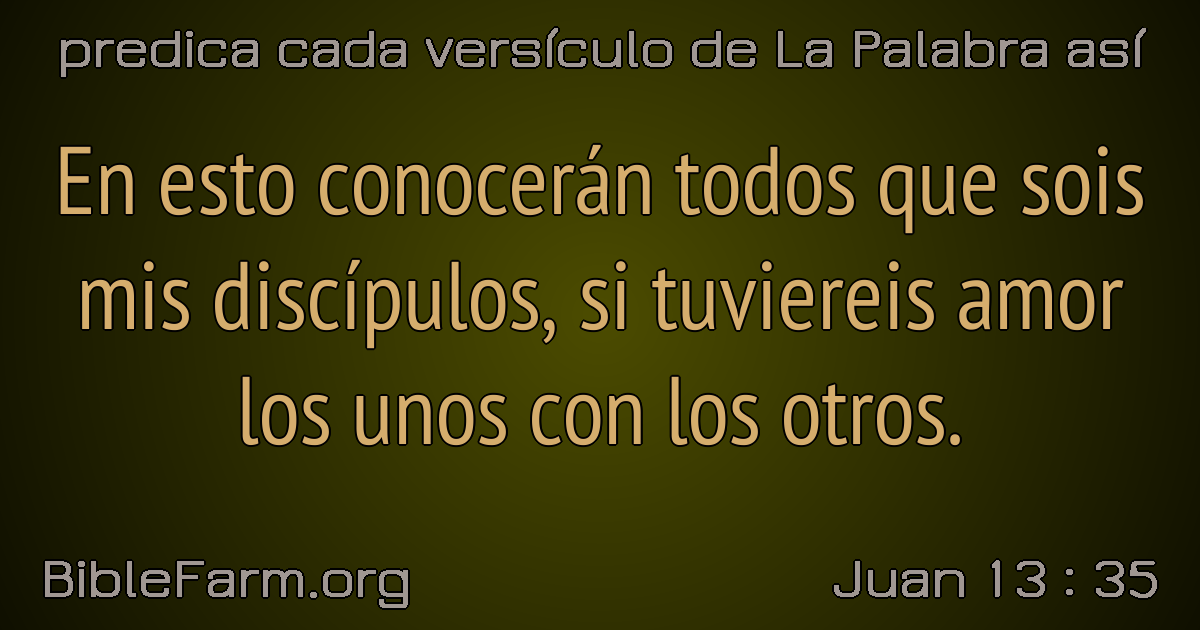 predica cada versículo de La Palabra así
En esto conocerán todos que sois
mis discípulos, si tuviereis amor
los unos con los otros.
BibleFarm.org
Juan 13 : 35